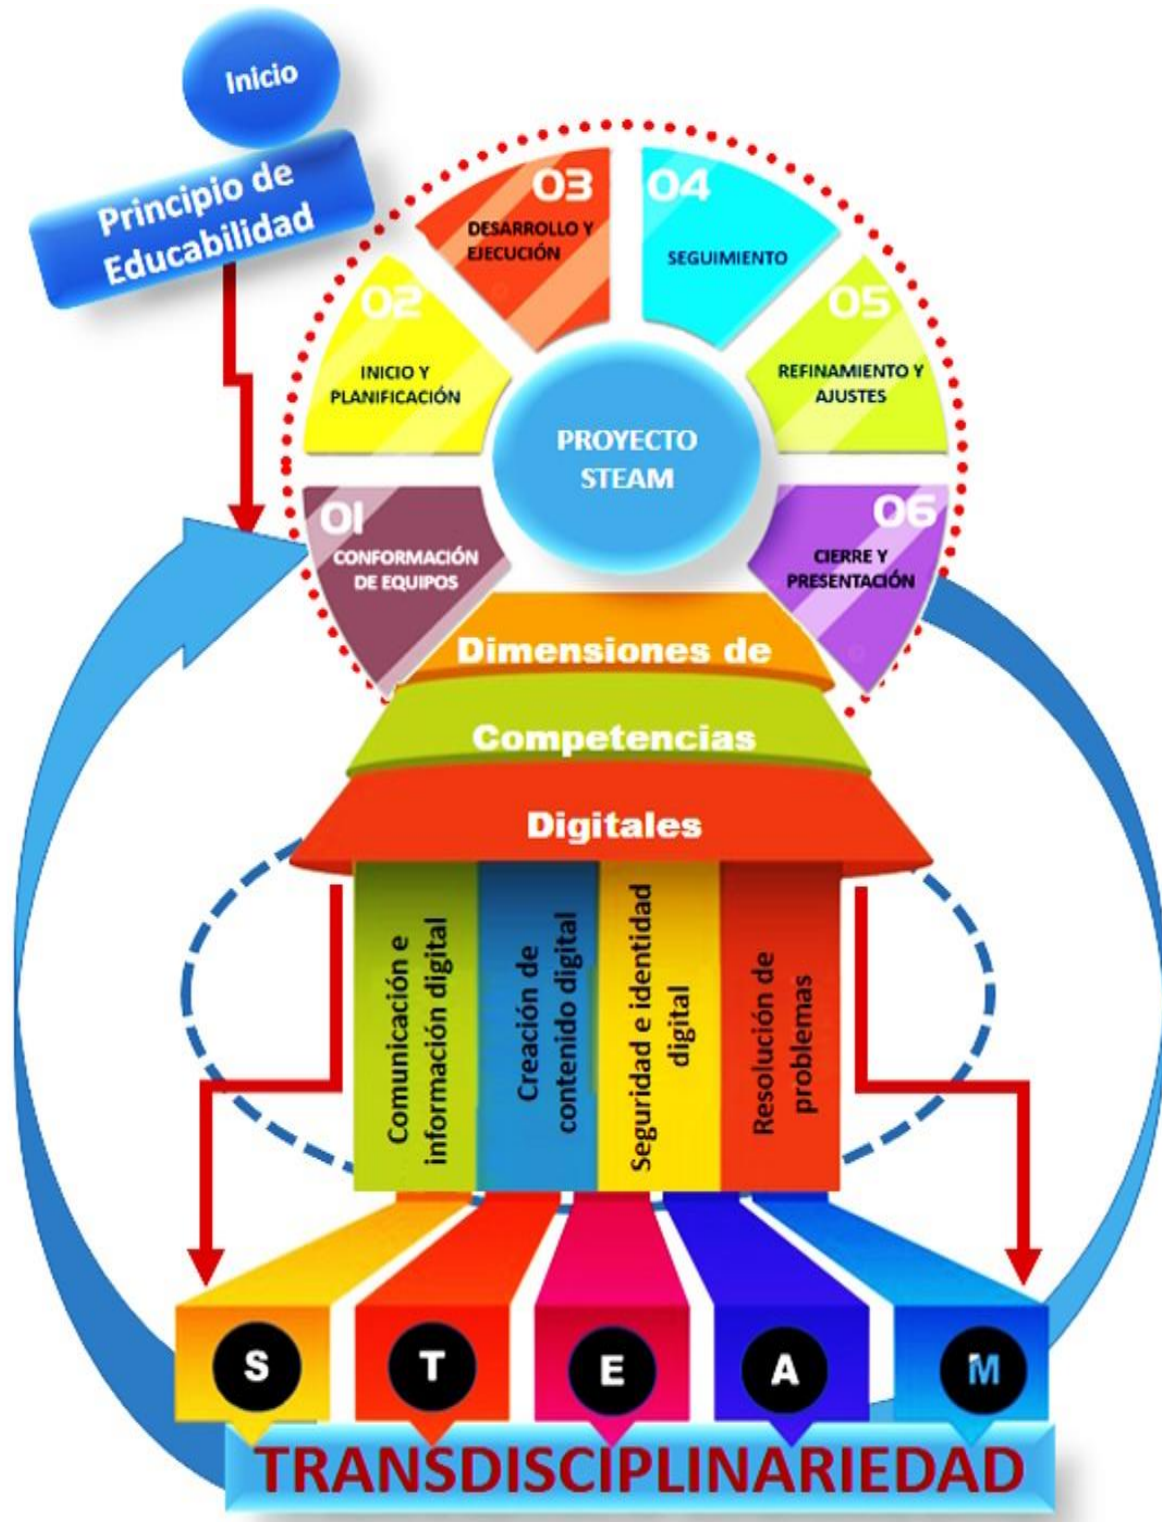 Inicio
Principio de
Educabilidad
01
CONFORMACIÓN
DE EQUIPOS
02
INICIO Y
PLANIFICACIÓN
03
DESARROLLO Y
EJECUCIÓN
04
SEGUIMIENTO
05
REFINAMIENTO Y
AJUSTES
06
CIERRE Y
PRESENTACIÓN
PROYECTO
STEAM
Dimensiones de
Competencias
Digitales
Comunicación e
información digital
Creación de
contenido digital
Seguridad e identidad
digital
Resolución de
problemas
S T E A M
TRANSDISCIPLINARIEDAD